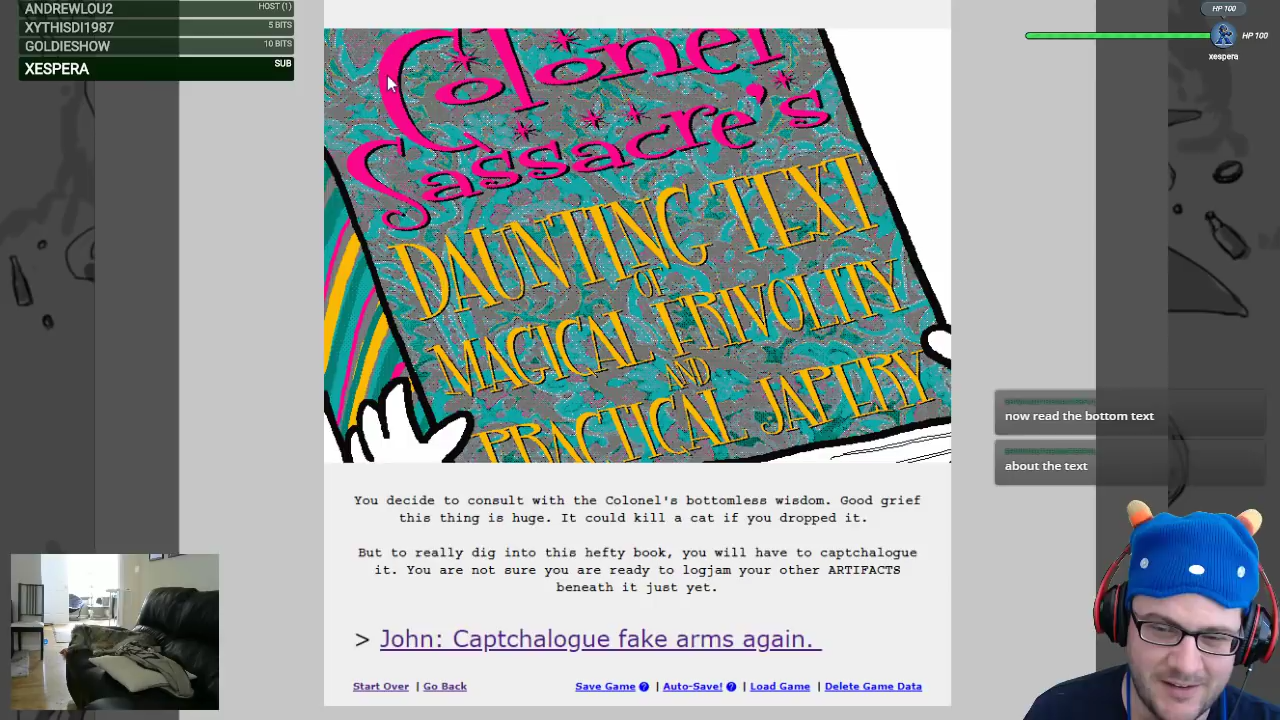 ANDREWLOU2 HOST (1)
XYTHISDI1987 5 BITS
GOLDIESHOW 10 BITS
XESPERA SUB
HP 100
HP 100
xespera
Colonel
Sassacre's
DAUNTING TEXT
OF
MAGICAL FRIVOLITY
AND
PRACTICAL JAPERY
now read the bottom text
about the text
You decide to consult with the Colonel's bottomless wisdom. Good grief
this thing is huge. It could kill a cat if you dropped it.
But to really dig into this hefty book, you will have to captchalogue
it. You are not sure you are ready to logjam your other ARTIFACTS
beneath it just yet.
> John: Captchalogue fake arms again.
Start Over | Go Back Save Game ? | Auto-Save! ? | Load Game | Delete Game Data